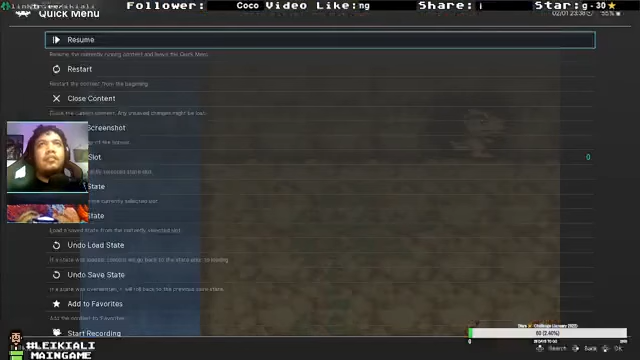 Follower: Coco Video Like:ng Share: Star:g-30
Quick Menu
Resume
Resume the currently running content and leave the Quick Menu.
Restart
Restart the content from the beginning.
Close Content
Close the current content. Any unsaved changes might be lost.
Screenshot
Slot 0
State
State
Undo Load State
Undo Save State
Add to Favorites
Add the content to 'Favorites'.
Start Recording
60 (2.40%)
Search Back OK
#LEIKIALI
MAINGAME